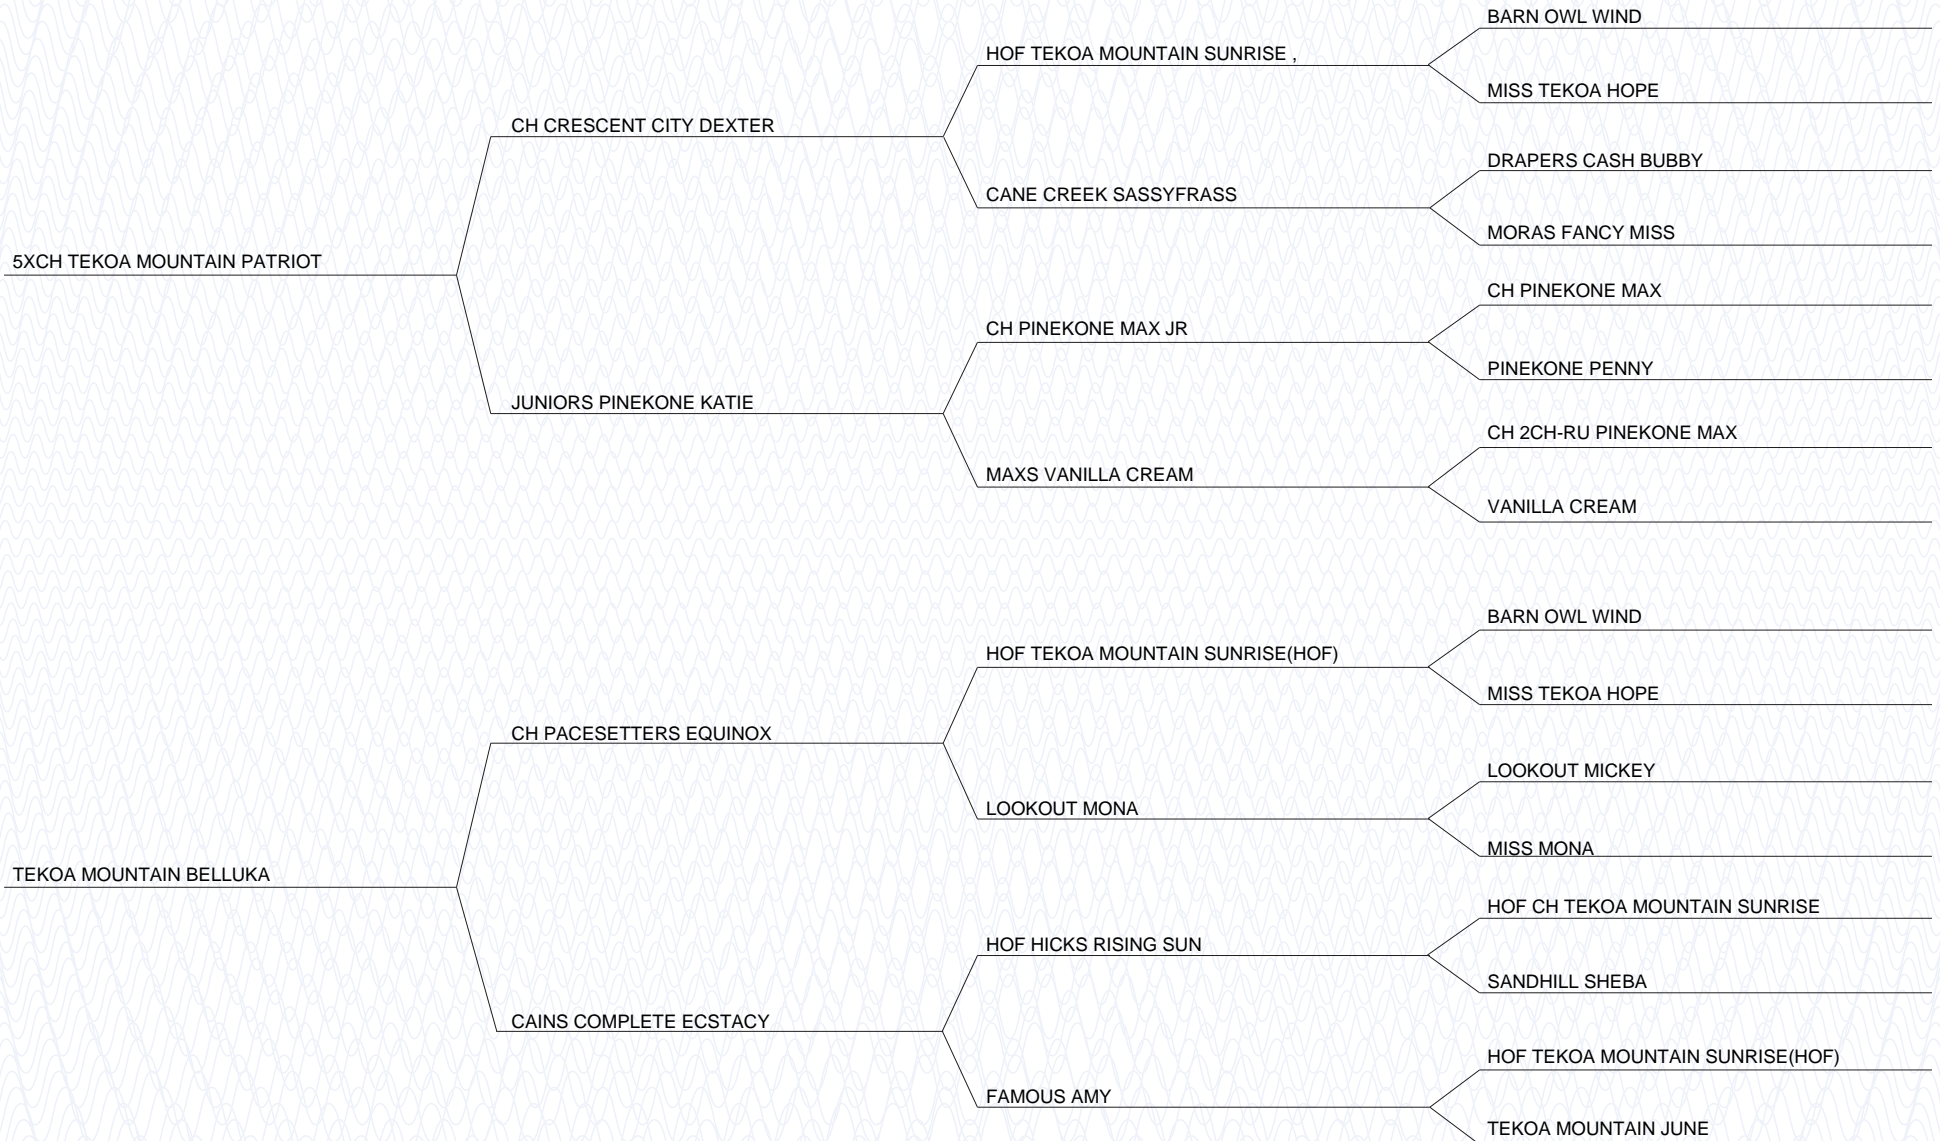 BARN OWL WIND
HOF TEKOA MOUNTAIN SUNRISE ,
MISS TEKOA HOPE
CH CRESCENT CITY DEXTER
DRAPERS CASH BUBBY
CANE CREEK SASSYFRASS
MORAS FANCY MISS
5XCH TEKOA MOUNTAIN PATRIOT
CH PINEKONE MAX
CH PINEKONE MAX JR
PINEKONE PENNY
JUNIORS PINEKONE KATIE
CH 2CH-RU PINEKONE MAX
MAXS VANILLA CREAM
VANILLA CREAM
BARN OWL WIND
HOF TEKOA MOUNTAIN SUNRISE(HOF)
MISS TEKOA HOPE
CH PACESETTERS EQUINOX
LOOKOUT MICKEY
LOOKOUT MONA
MISS MONA
TEKOA MOUNTAIN BELLUKA
HOF CH TEKOA MOUNTAIN SUNRISE
HOF HICKS RISING SUN
SANDHILL SHEBA
CAINS COMPLETE ECSTACY
HOF TEKOA MOUNTAIN SUNRISE(HOF)
FAMOUS AMY
TEKOA MOUNTAIN JUNE